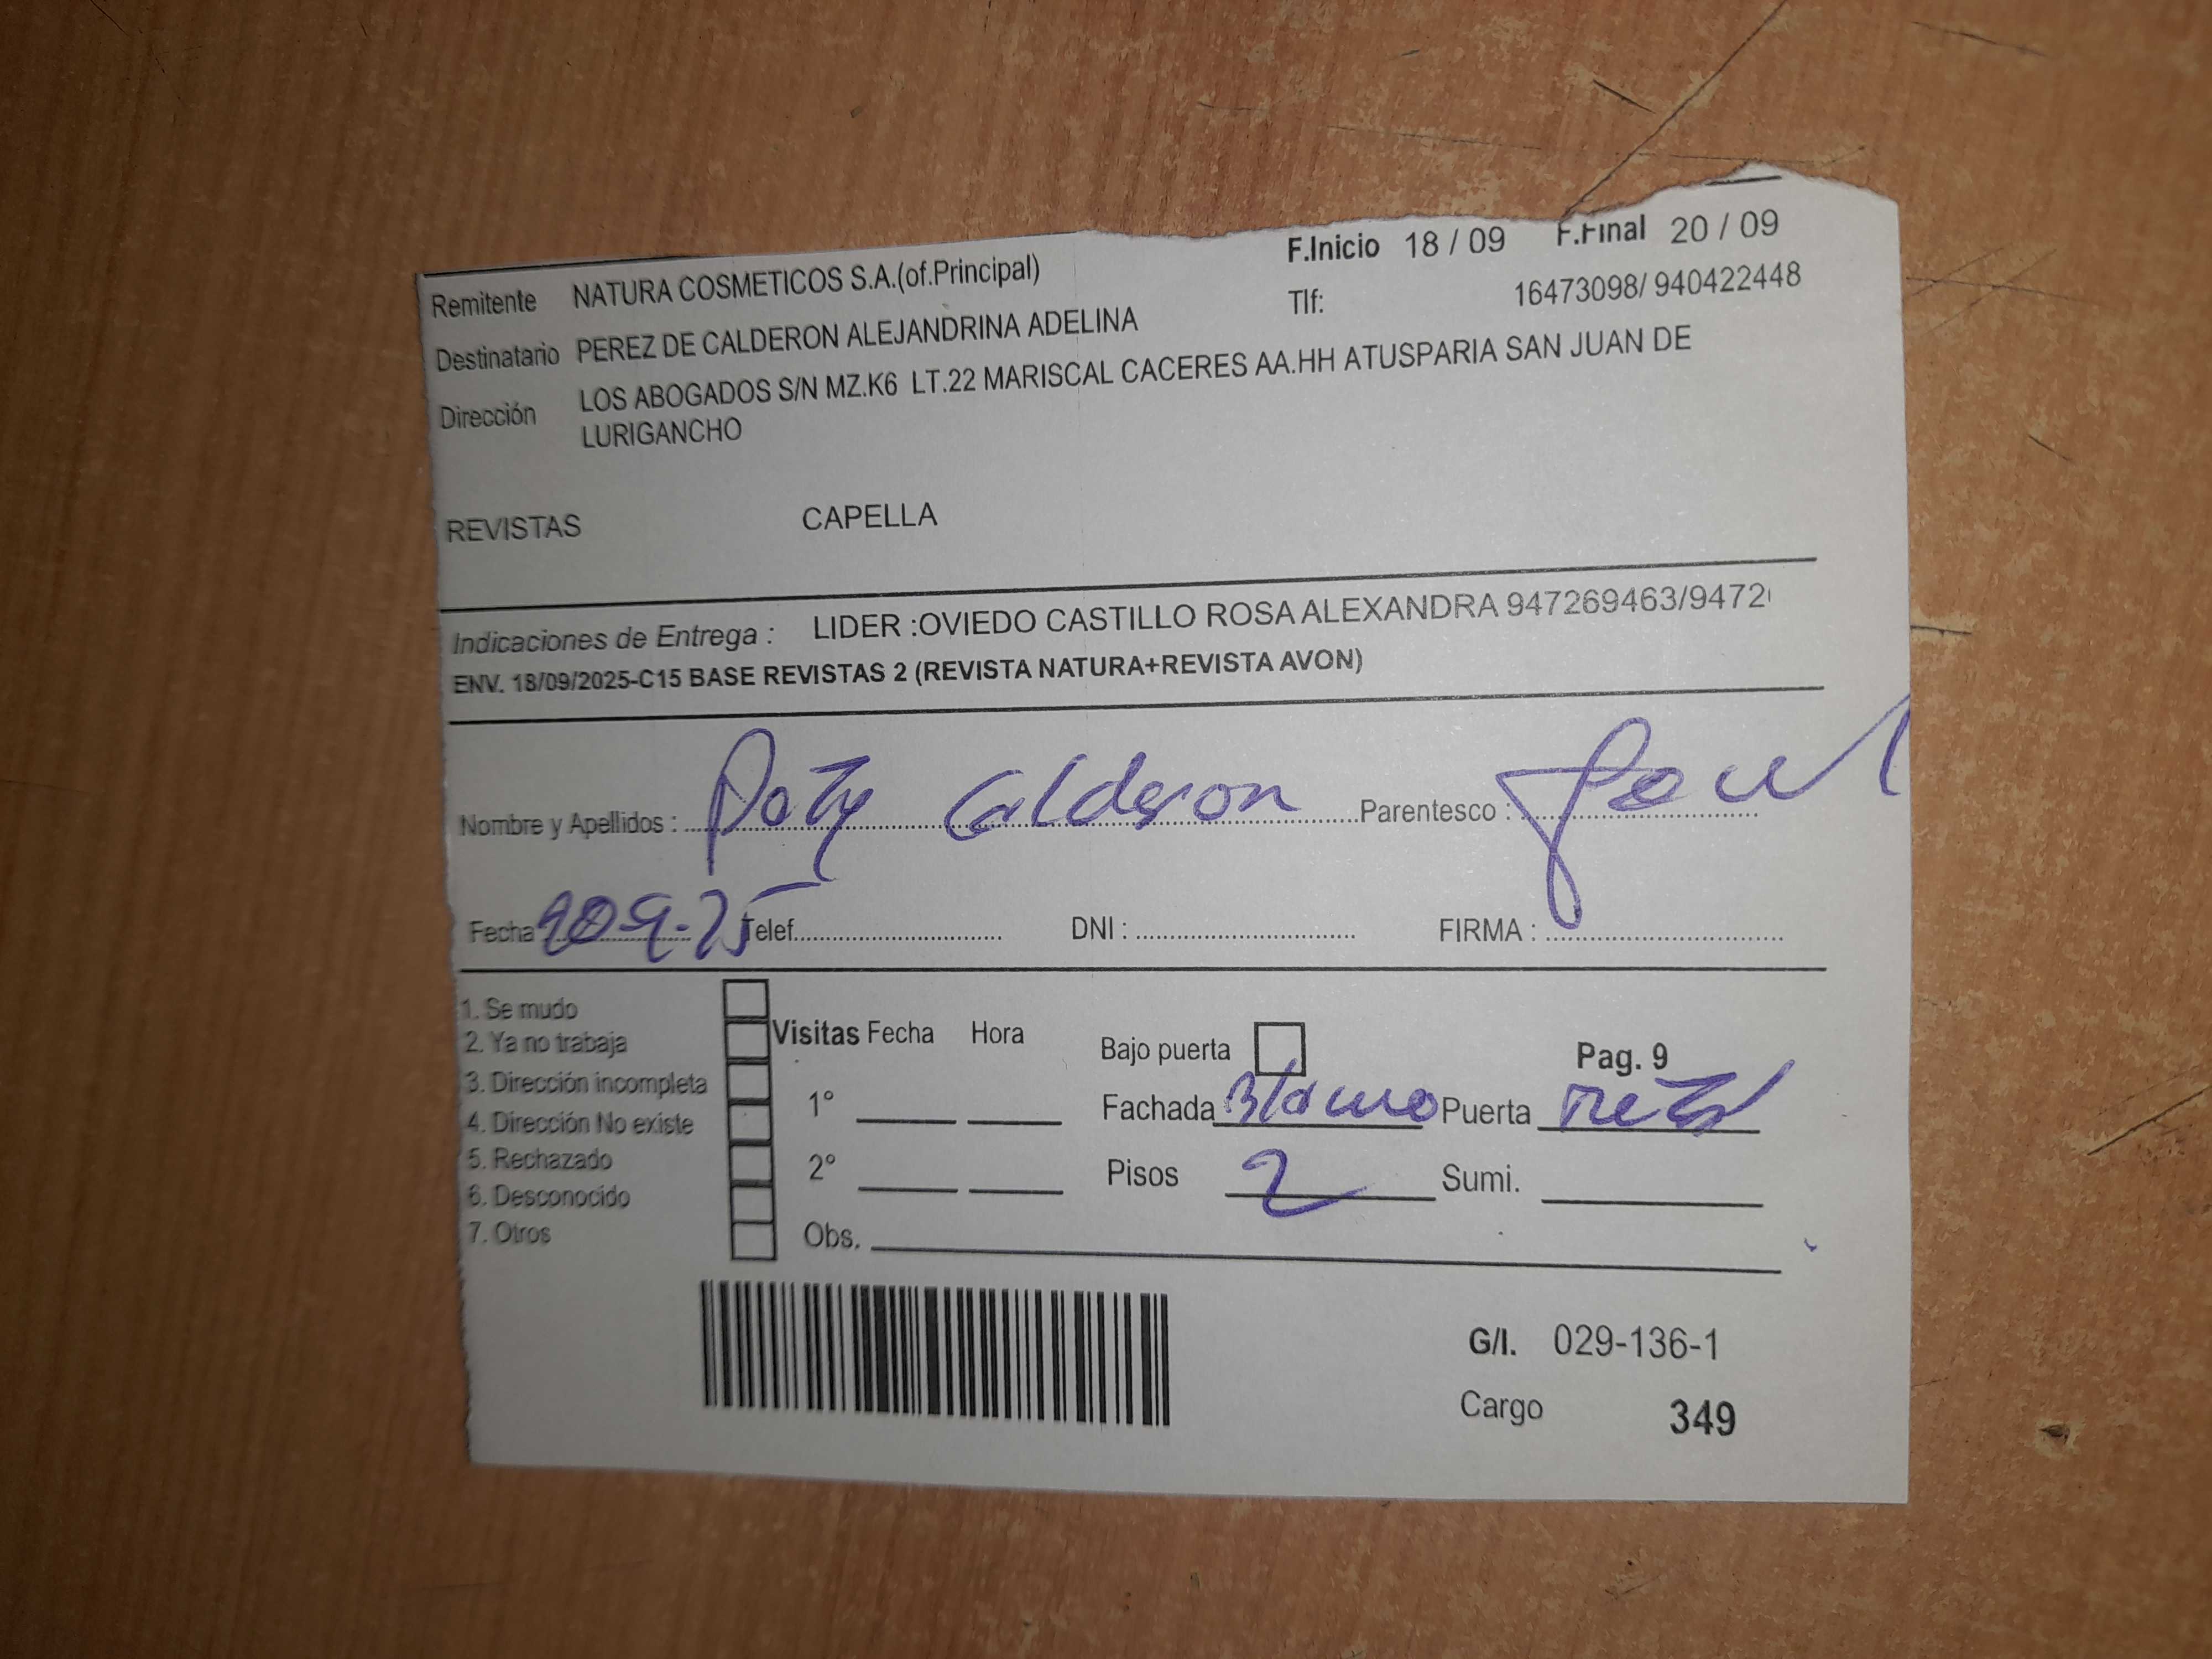 F.Inicio 18 / 09 F.Final 20 / 09
Remitente NATURA COSMETICOS S.A.(of.Principal)
Tlf: 16473098/ 940422448
Destinatario PEREZ DE CALDERON ALEJANDRINA ADELINA
Dirección LOS ABOGADOS S/N MZ.K6 LT.22 MARISCAL CACERES AA.HH ATUSPARIA SAN JUAN DE
LURIGANCHO
REVISTAS CAPELLA
Indicaciones de Entrega : LIDER :OVIEDO CASTILLO ROSA ALEXANDRA 947269463/9472
ENV. 18/09/2025-C15 BASE REVISTAS 2 (REVISTA NATURA+REVISTA AVON)
Nombre y Apellidos : Paty Calderon Parentesco :
Fecha Telef. DNI : FIRMA :
1. Se mudo
2. Ya no trabaja
3. Dirección incompleta
4. Dirección No existe
5. Rechazado
6. Desconocido
7. Otros
Visitas Fecha Hora
1°
2°
Obs.
Bajo puerta Pag. 9
Fachada Blanco Puerta
Pisos 2 Sumi.
G/I. 029-136-1
Cargo 349